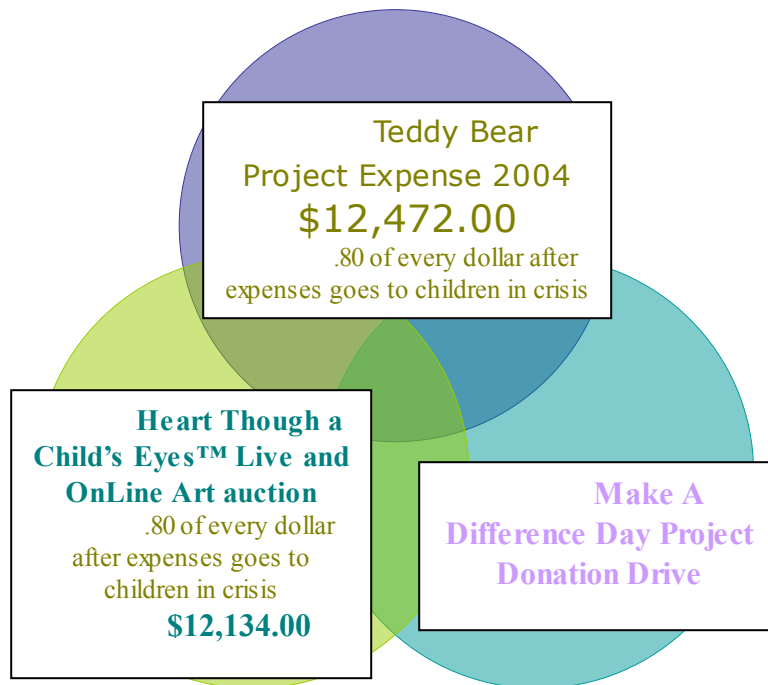 Teddy Bear
Project Expense 2004
$12,472.00
.80 of every dollar after
expenses goes to children in crisis
Heart Though a
Child’s Eyes™ Live and
OnLine Art auction
.80 of every dollar
after expenses goes to
children in crisis
$12,134.00
Make A
Difference Day Project
Donation Drive